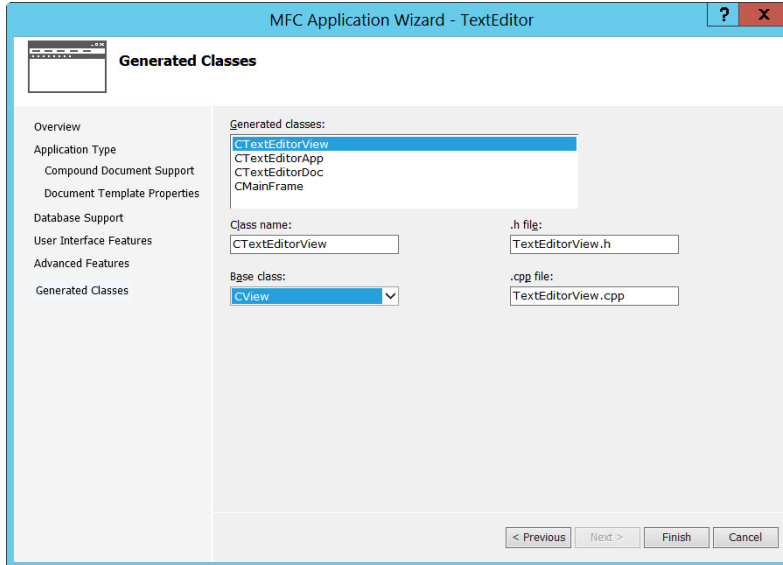 MFC Application Wizard - TextEditor
? x
Generated Classes
Overview
Application Type
Compound Document Support
Document Template Properties
Database Support
User Interface Features
Advanced Features
Generated Classes
Generated classes:
CTextEditorView
CTextEditorApp
CTextEditorDoc
CMainFrame
Class name:
CTextEditorView
.h file:
TextEditorView.h
Base class:
CView
.cpp file:
TextEditorView.cpp
< Previous Next > Finish Cancel